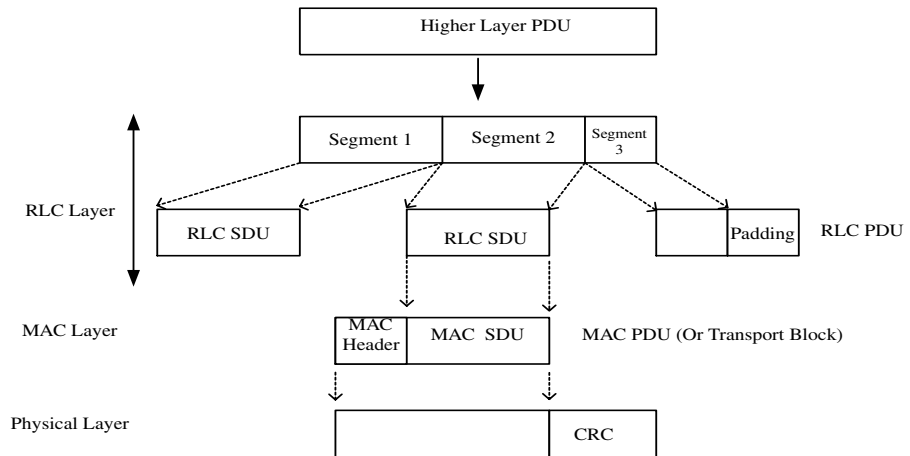 Higher Layer PDU
Segment 1
Segment 2
Segment
3
RLC Layer
RLC SDU
RLC SDU
Padding
RLC PDU
MAC Layer
MAC
Header
MAC SDU
MAC PDU (Or Transport Block)
Physical Layer
CRC